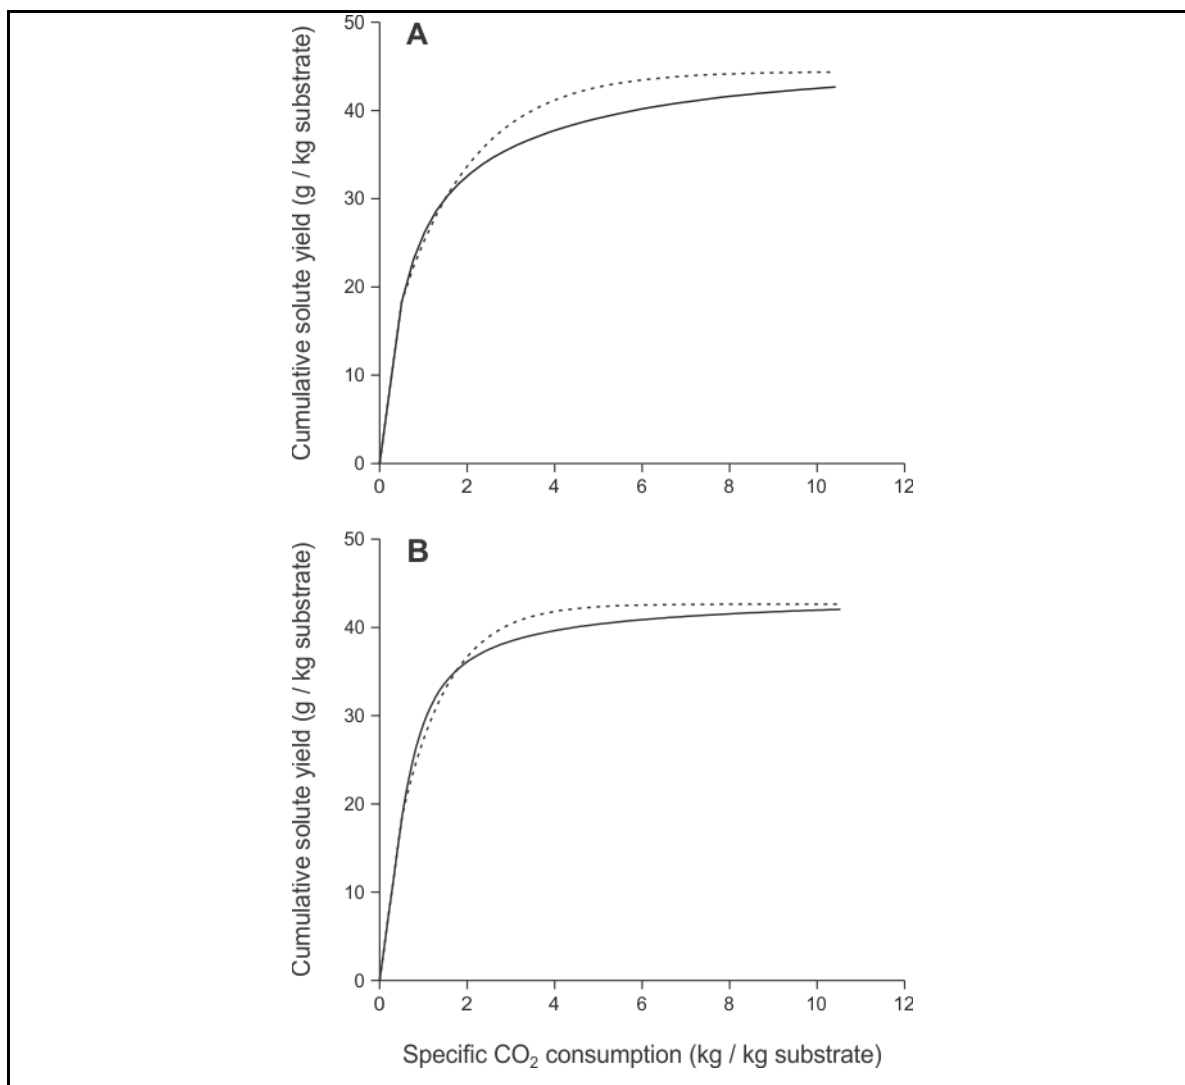 A
Cumulative solute yield (g / kg substrate)
50
40
30
20
10
0
0 2 4 6 8 10 12
B
Cumulative solute yield (g / kg substrate)
50
40
30
20
10
0
0 2 4 6 8 10 12
Specific CO₂ consumption (kg / kg substrate)